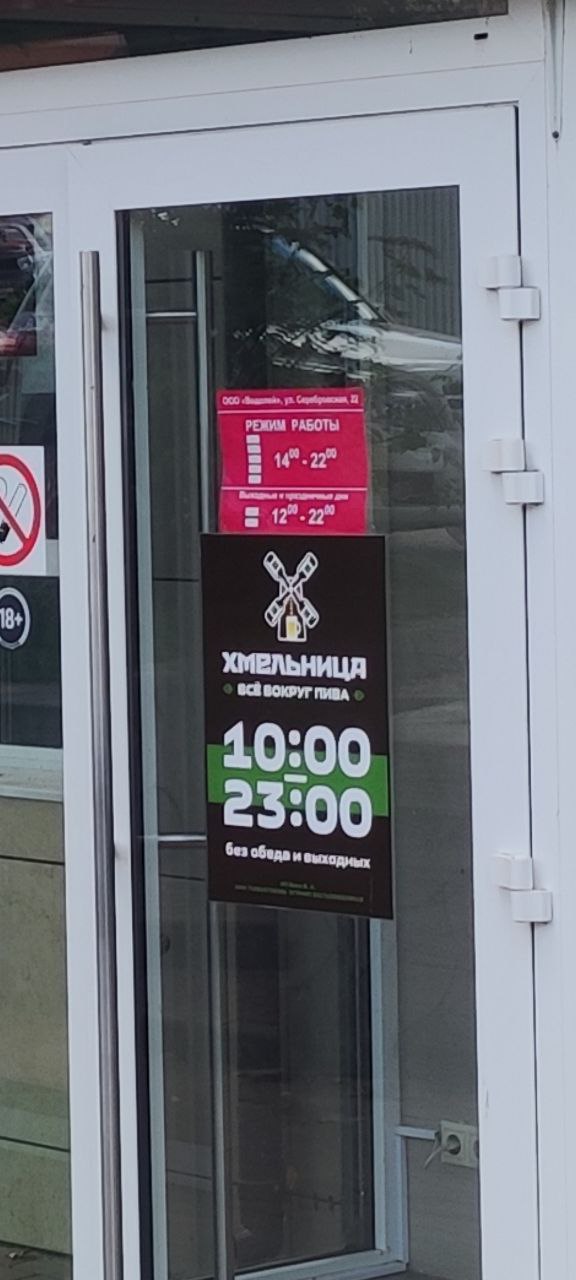 ООО «Водолей», ул. Серебровская, 22
РЕЖИМ РАБОТЫ
14⁰⁰ - 22⁰⁰
Выходные и праздничные дни
12⁰⁰ - 22⁰⁰
18+
ХМЕЛЬНИЦА
ВСЁ ВОКРУГ ПИВА
10:00
23:00
без обеда и выходных